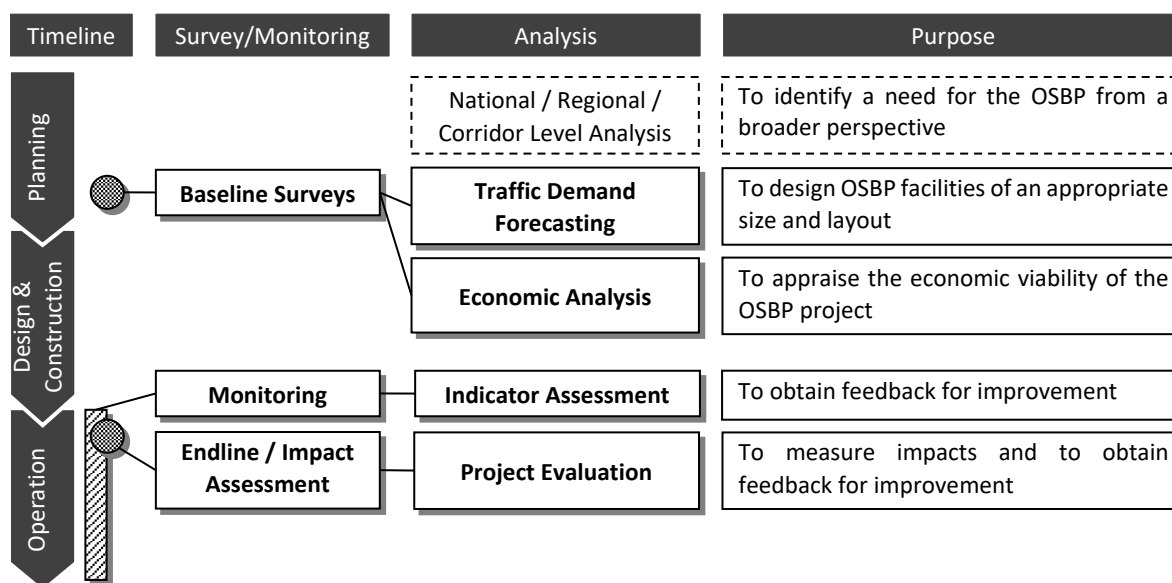 Timeline
Survey/Monitoring
Analysis
Purpose
Planning
National / Regional /
Corridor Level Analysis
To identify a need for the OSBP from a
broader perspective
Baseline Surveys
Traffic Demand
Forecasting
To design OSBP facilities of an appropriate
size and layout
Design &
Construction
Economic Analysis
To appraise the economic viability of the
OSBP project
Monitoring
Indicator Assessment
To obtain feedback for improvement
Operation
Endline / Impact
Assessment
Project Evaluation
To measure impacts and to obtain
feedback for improvement